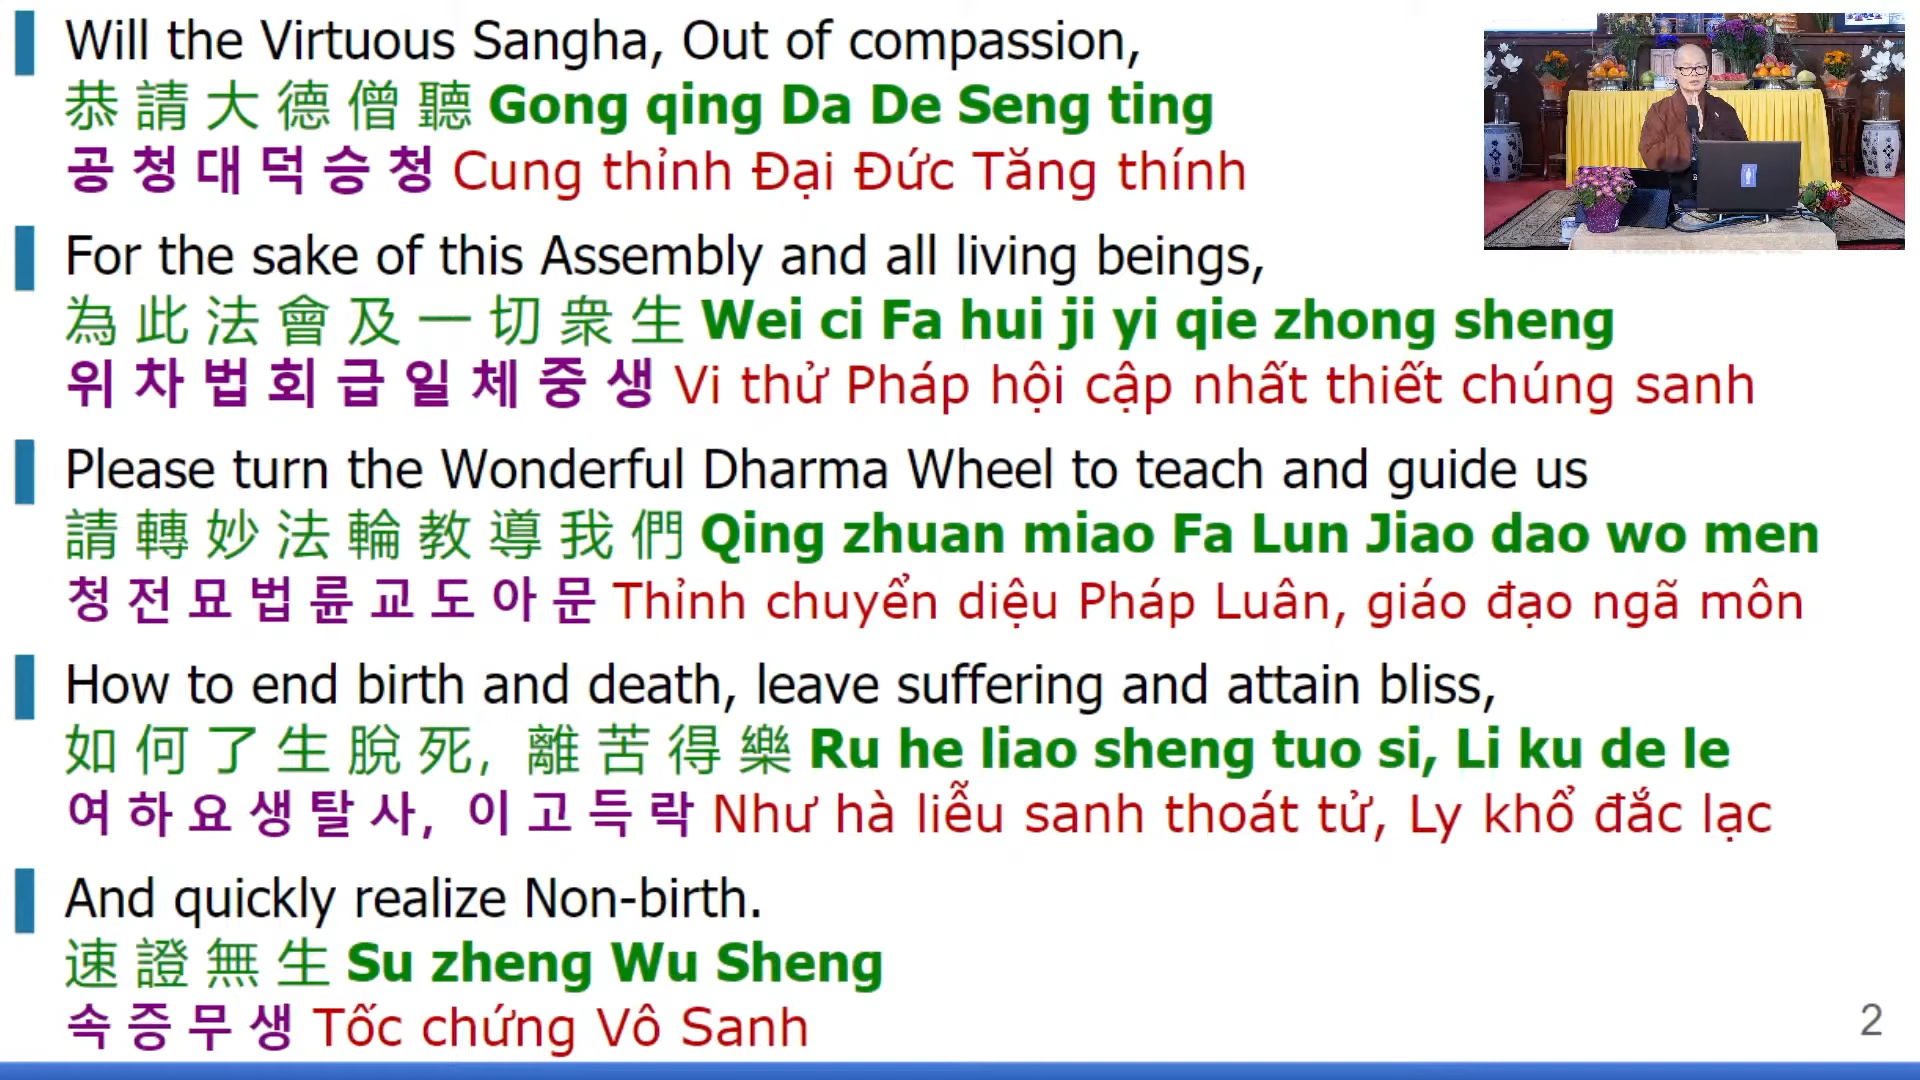 Will the Virtuous Sangha, Out of compassion,
恭 請 大 德 僧 聽 Gong qing Da De Seng ting
공 청 대 덕 승 청 Cung thỉnh Đại Đức Tăng thính
For the sake of this Assembly and all living beings,
為 此 法 會 及 一 切 衆 生 Wei ci Fa hui ji yi qie zhong sheng
위 차 법 회 급 일 체 중 생 Vi thử Pháp hội cập nhất thiết chúng sanh
Please turn the Wonderful Dharma Wheel to teach and guide us
請 轉 妙 法 輪 教 導 我 們 Qing zhuan miao Fa Lun Jiao dao wo men
청 전 묘 법 륜 교 도 아 문 Thỉnh chuyển diệu Pháp Luân, giáo đạo ngã môn
How to end birth and death, leave suffering and attain bliss,
如 何 了 生 脫 死, 離 苦 得 樂 Ru he liao sheng tuo si, Li ku de le
여 하 요 생 탈 사, 이 고 득 락 Như hà liễu sanh thoát tử, Ly khổ đắc lạc
And quickly realize Non-birth.
速 證 無 生 Su zheng Wu Sheng
속 증 무 생 Tốc chứng Vô Sanh
2